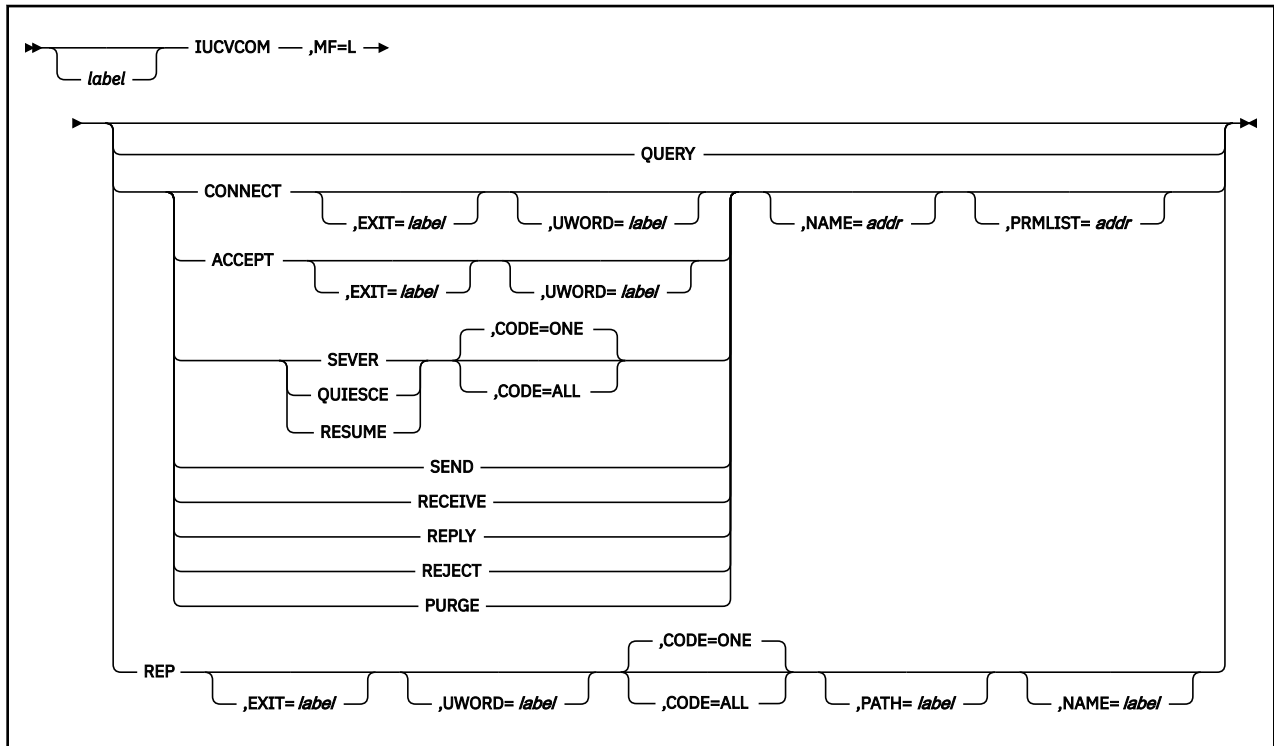 IUCVCOM ,MF=L
label
QUERY
CONNECT
,EXIT= label ,UWORD= label ,NAME= addr ,PRMLIST= addr
ACCEPT
,EXIT= label ,UWORD= label
,CODE=ONE
SEVER
,CODE=ALL
QUIESCE
RESUME
SEND
RECEIVE
REPLY
REJECT
PURGE
,CODE=ONE
REP
,EXIT= label ,UWORD= label ,CODE=ALL ,PATH= label ,NAME= label